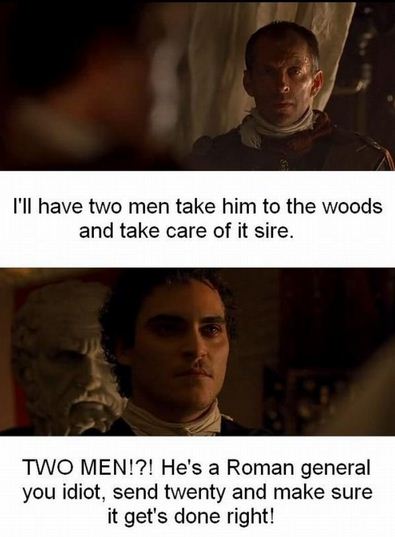 I'll have two men take him to the woods
and take care of it sire.
TWO MEN!?! He's a Roman general
you idiot, send twenty and make sure
it get's done right!